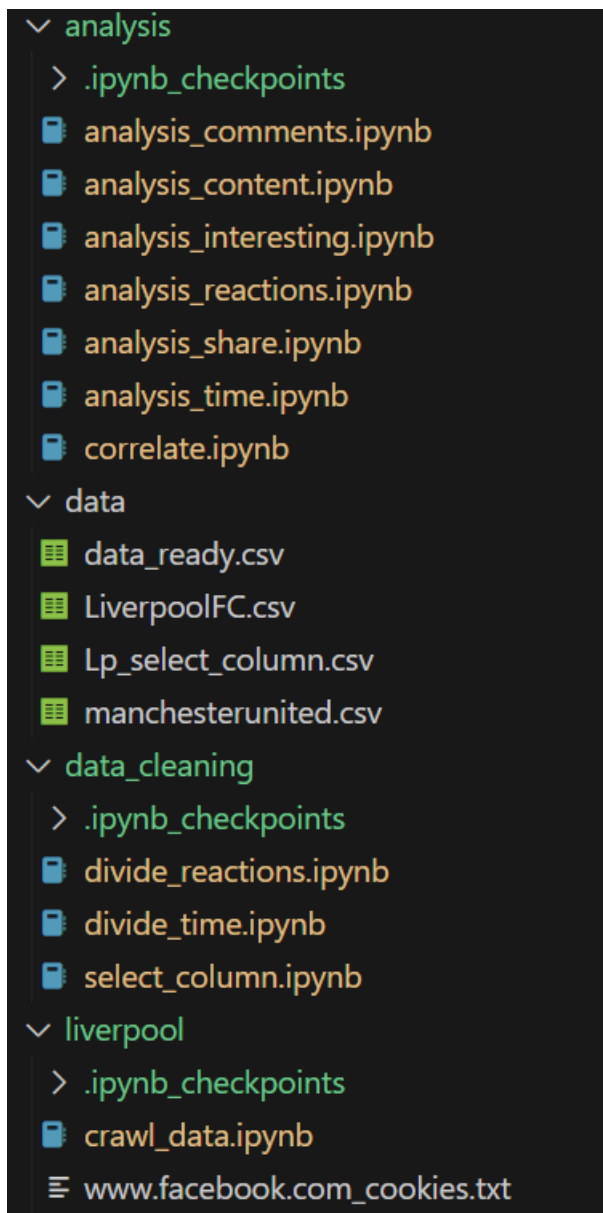 analysis
.ipynb_checkpoints
analysis_comments.ipynb
analysis_content.ipynb
analysis_interesting.ipynb
analysis_reactions.ipynb
analysis_share.ipynb
analysis_time.ipynb
correlate.ipynb
data
data_ready.csv
LiverpoolFC.csv
Lp_select_column.csv
manchesterunited.csv
data_cleaning
.ipynb_checkpoints
divide_reactions.ipynb
divide_time.ipynb
select_column.ipynb
liverpool
.ipynb_checkpoints
crawl_data.ipynb
www.facebook.com_cookies.txt